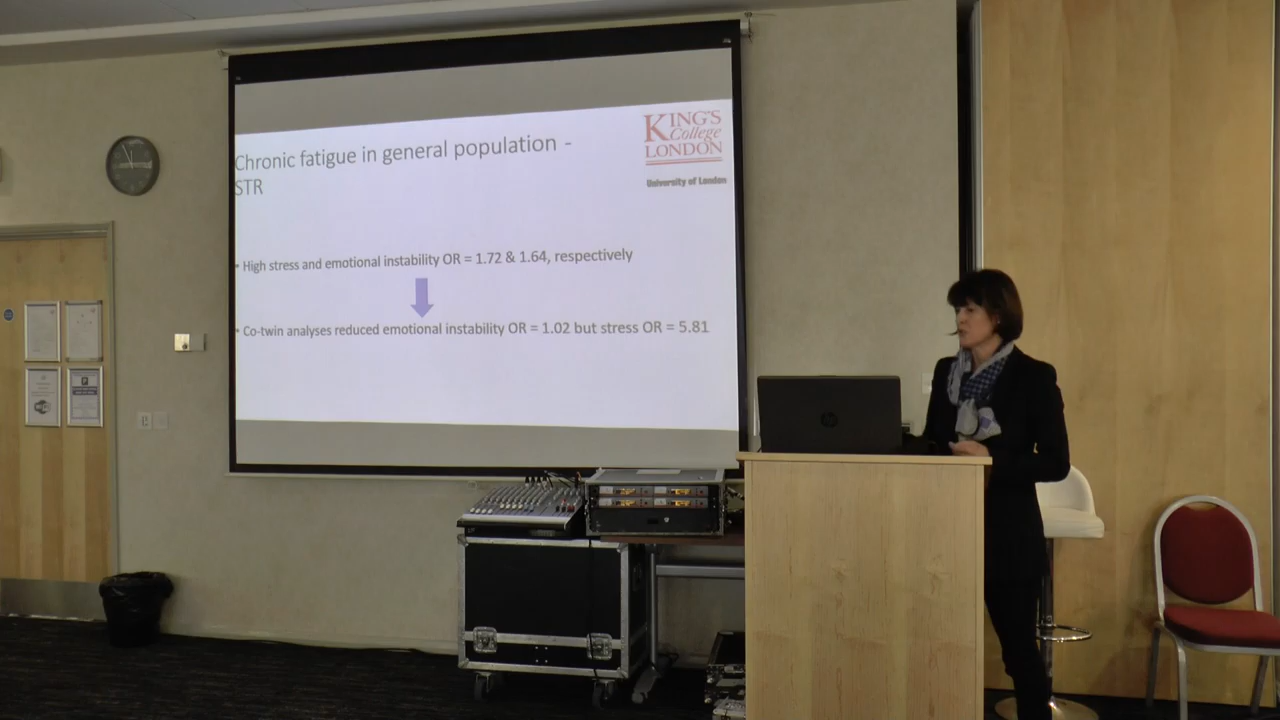 Chronic fatigue in general population -
STR
KING'S
College
LONDON
University of London
• High stress and emotional instability OR = 1.72 & 1.64, respectively
• Co-twin analyses reduced emotional instability OR = 1.02 but stress OR = 5.81
hp